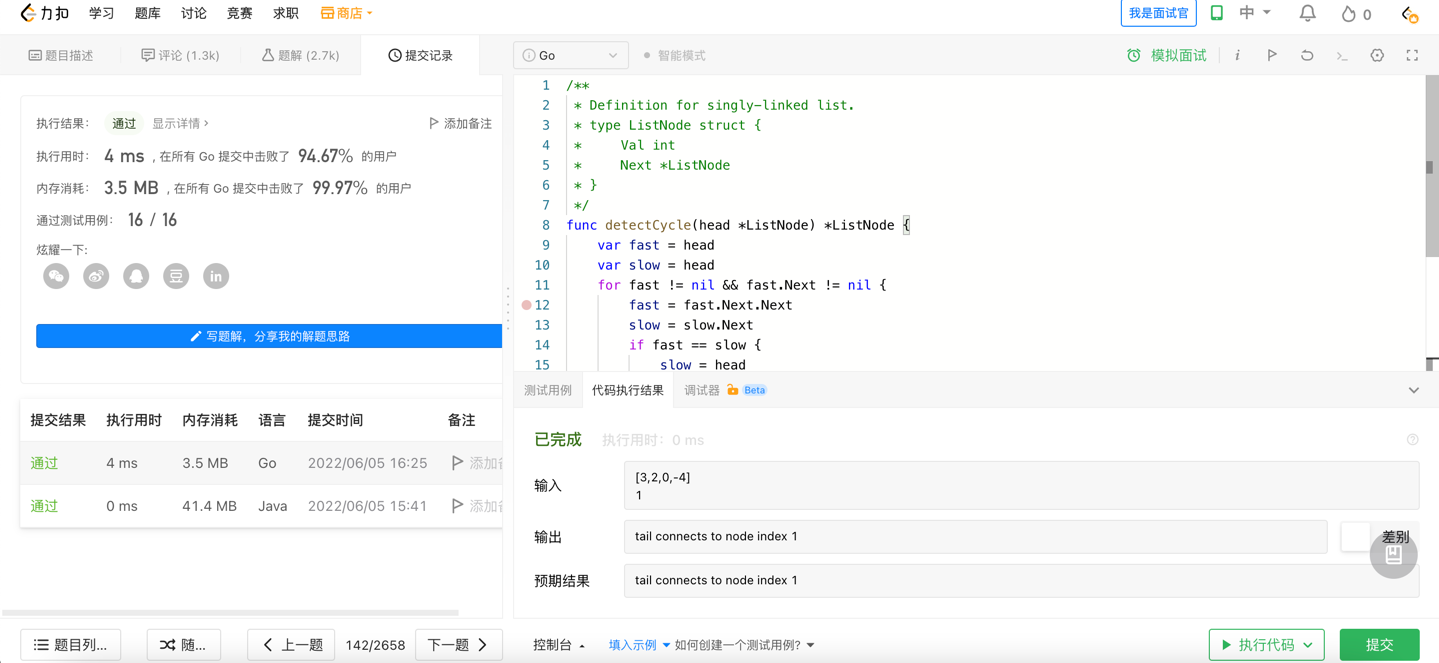 力扣 学习 题库 讨论 竞赛 求职 商店 我是面试官 中 0
题目描述 评论 (1.3k) 题解 (2.7k) 提交记录
执行结果： 通过 显示详情 › 添加备注
执行用时： 4 ms , 在所有 Go 提交中击败了 94.67% 的用户
内存消耗： 3.5 MB , 在所有 Go 提交中击败了 99.97% 的用户
通过测试用例： 16 / 16
炫耀一下:
写题解，分享我的解题思路
提交结果 执行用时 内存消耗 语言 提交时间 备注
通过 4 ms 3.5 MB Go 2022/06/05 16:25 添加
通过 0 ms 41.4 MB Java 2022/06/05 15:41 添加
题目列... 随... 上一题 142/2658 下一题
Go 智能模式 模拟面试 i
1 /**
2 * Definition for singly-linked list.
3 * type ListNode struct {
4 * Val int
5 * Next *ListNode
6 * }
7 */
8 func detectCycle(head *ListNode) *ListNode {
9 var fast = head
10 var slow = head
11 for fast != nil && fast.Next != nil {
12 fast = fast.Next.Next
13 slow = slow.Next
14 if fast == slow {
15 slow = head
测试用例 代码执行结果 调试器 Beta
已完成 执行用时：0 ms
输入 [3,2,0,-4]
1
输出 tail connects to node index 1 差别
预期结果 tail connects to node index 1
控制台 填入示例 如何创建一个测试用例? 执行代码 提交